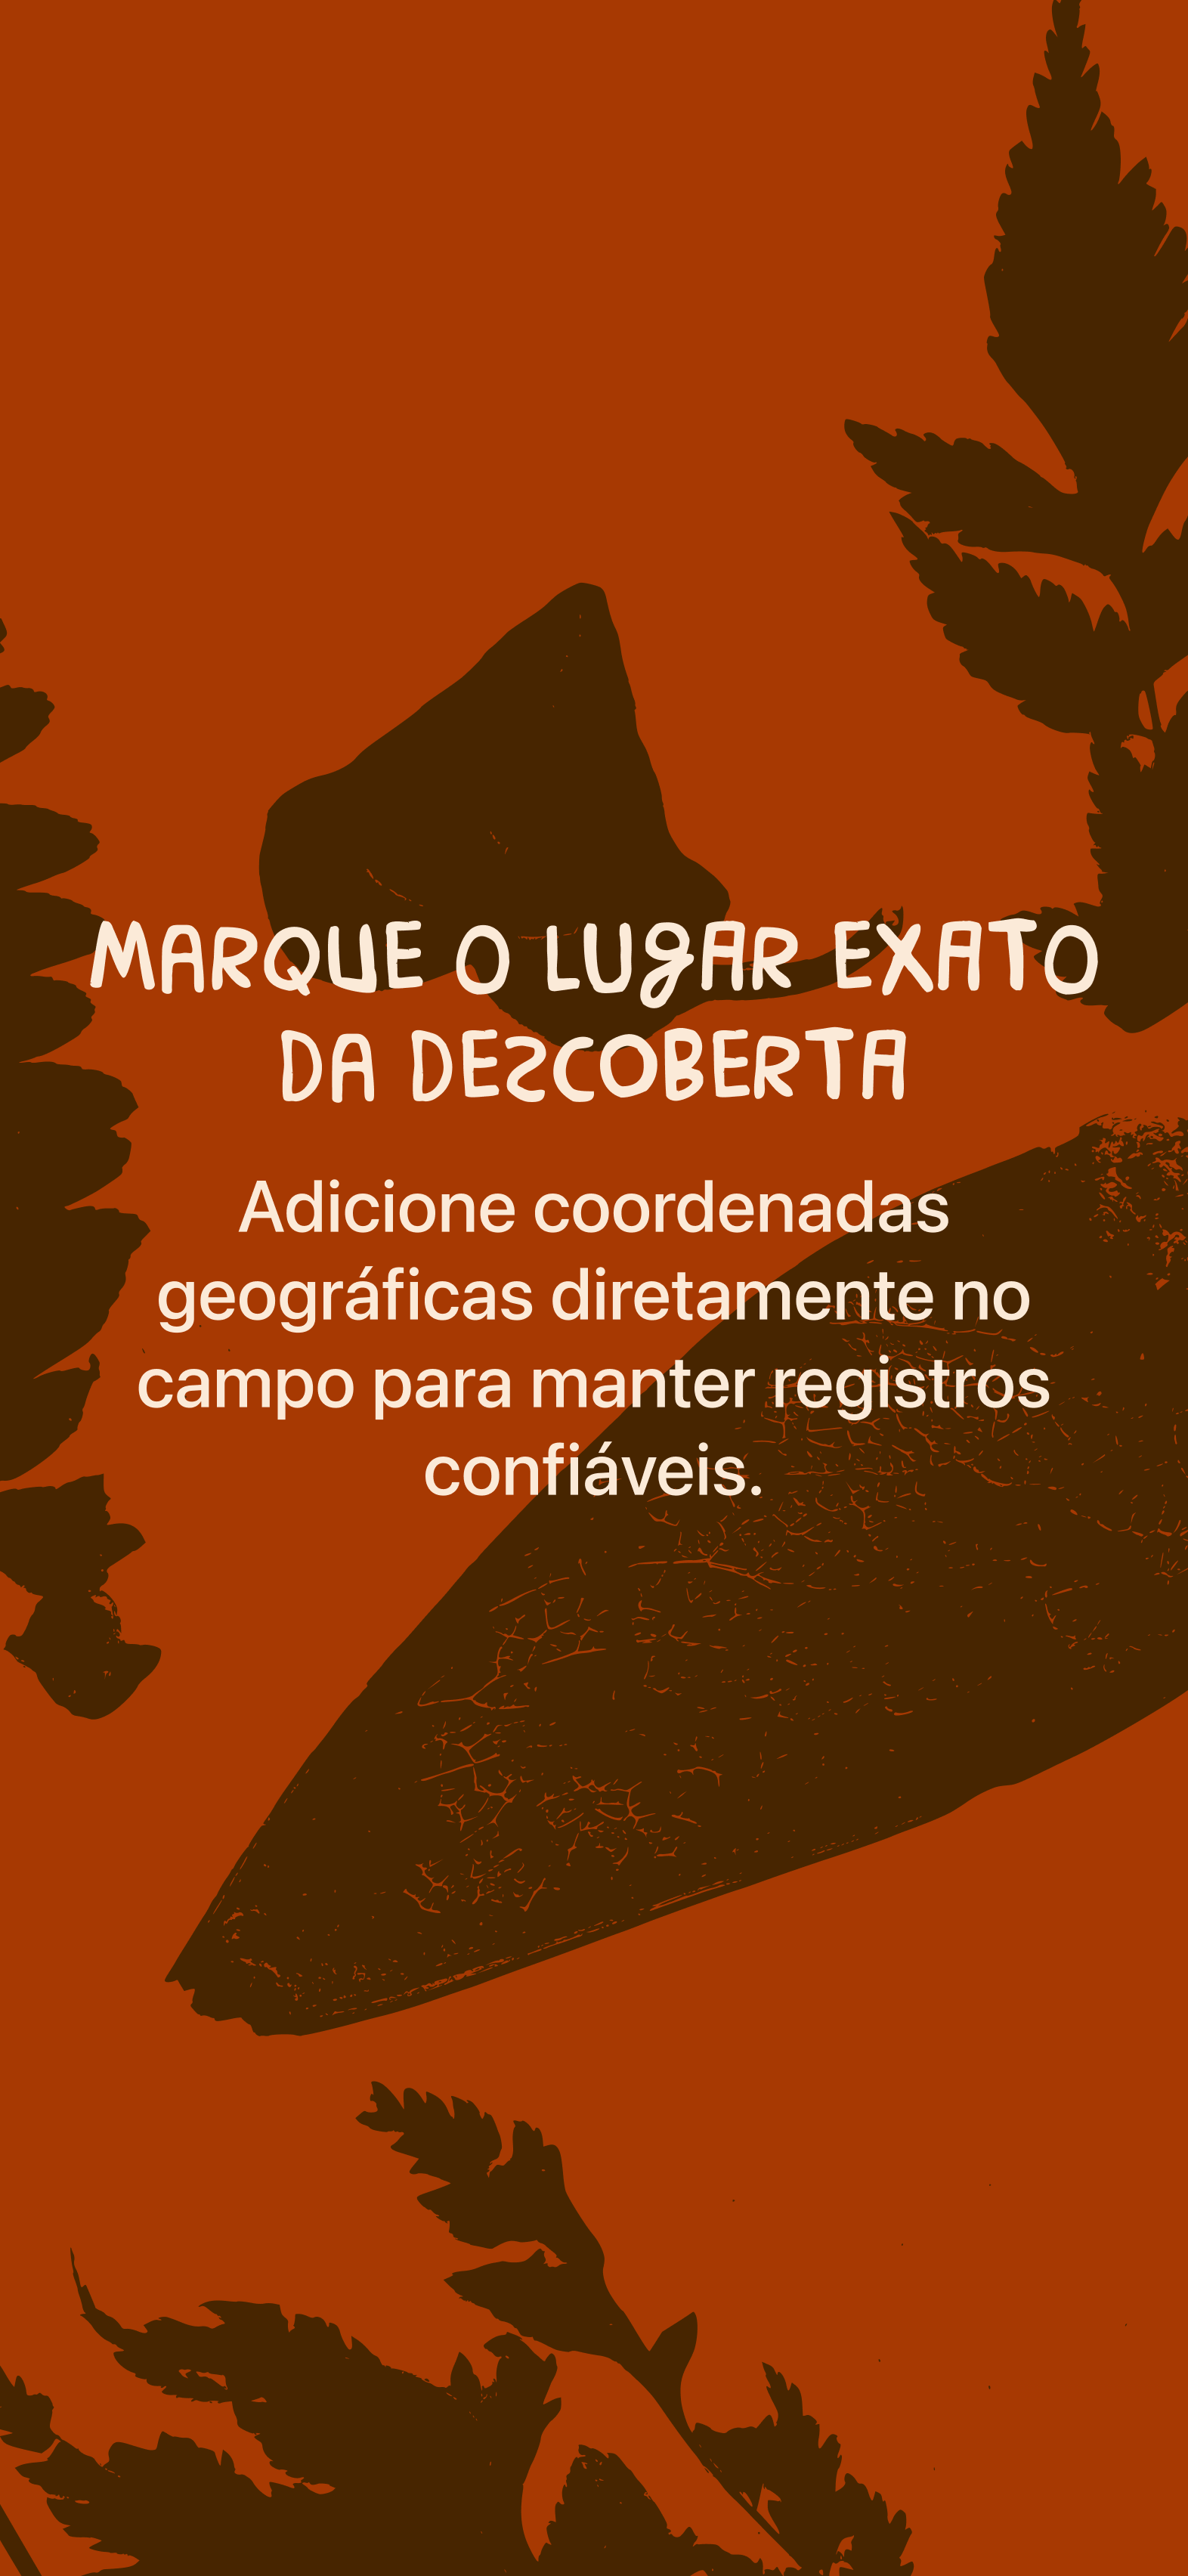 MARQUE O LUGAR EXATO
DA DESCOBERTA
Adicione coordenadas
geográficas diretamente no
campo para manter registros
confiáveis.